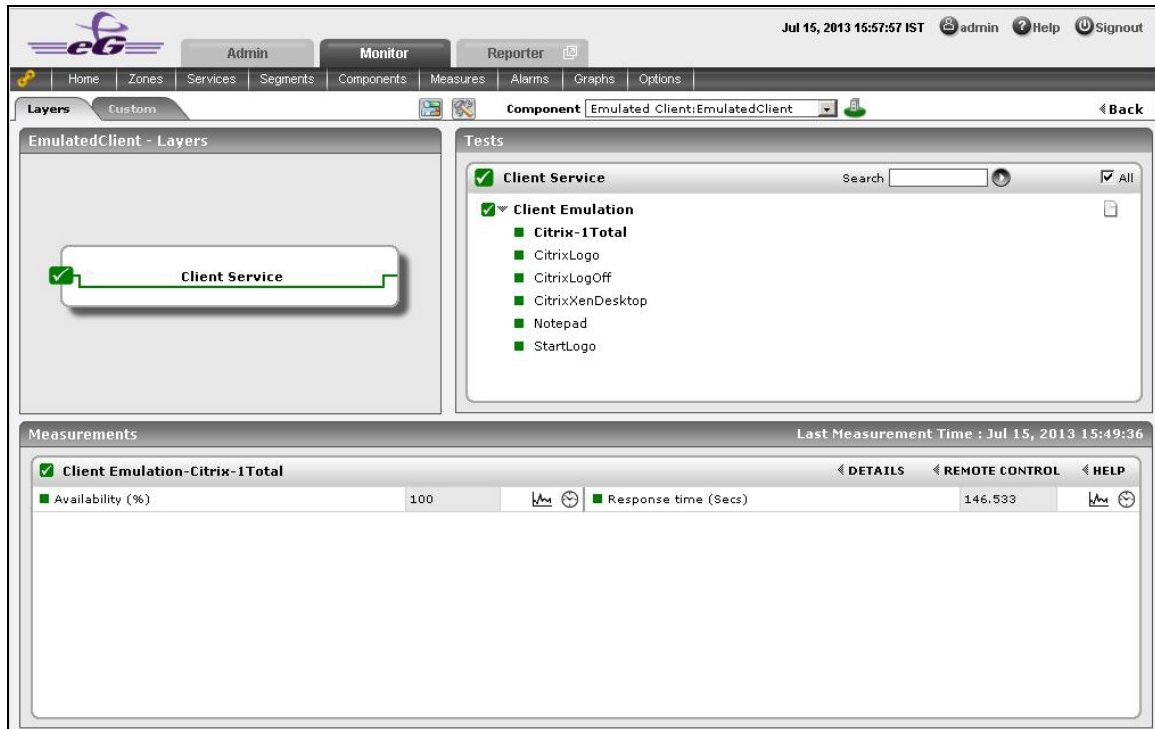 Jul 15, 2013 15:57:57 IST admin Help Signout
eG
Admin Monitor Reporter
Home Zones Services Segments Components Measures Alarms Graphs Options
Layers Custom Component Emulated Client:EmulatedClient Back
EmulatedClient - Layers
Client Service
Tests
Client Service Search All
Client Emulation
Citrix-1Total
CitrixLogo
CitrixLogOff
CitrixXenDesktop
Notepad
StartLogo
Measurements Last Measurement Time : Jul 15, 2013 15:49:36
Client Emulation-Citrix-1Total DETAILS REMOTE CONTROL HELP
Availability (%) 100 Response time (Secs) 146.533